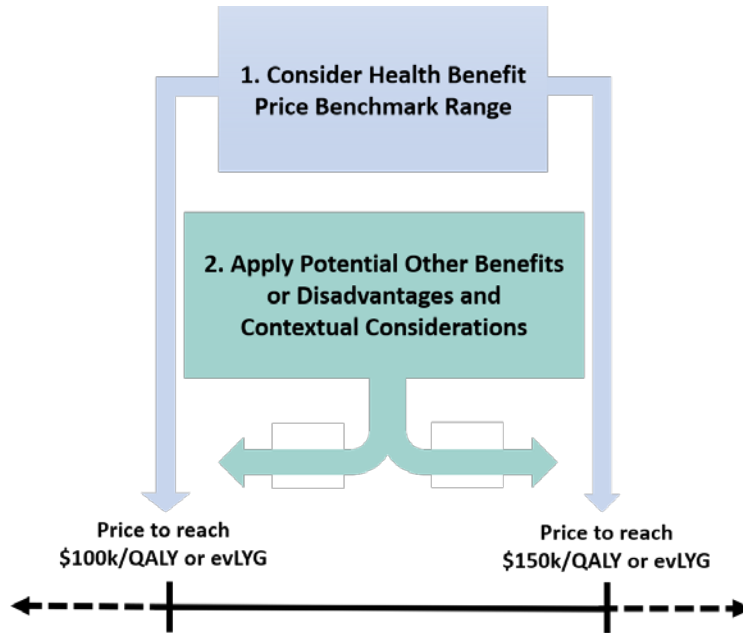 1. Consider Health Benefit
Price Benchmark Range
2. Apply Potential Other Benefits
or Disadvantages and
Contextual Considerations
Price to reach
$100k/QALY or evLYG
Price to reach
$150k/QALY or evLYG